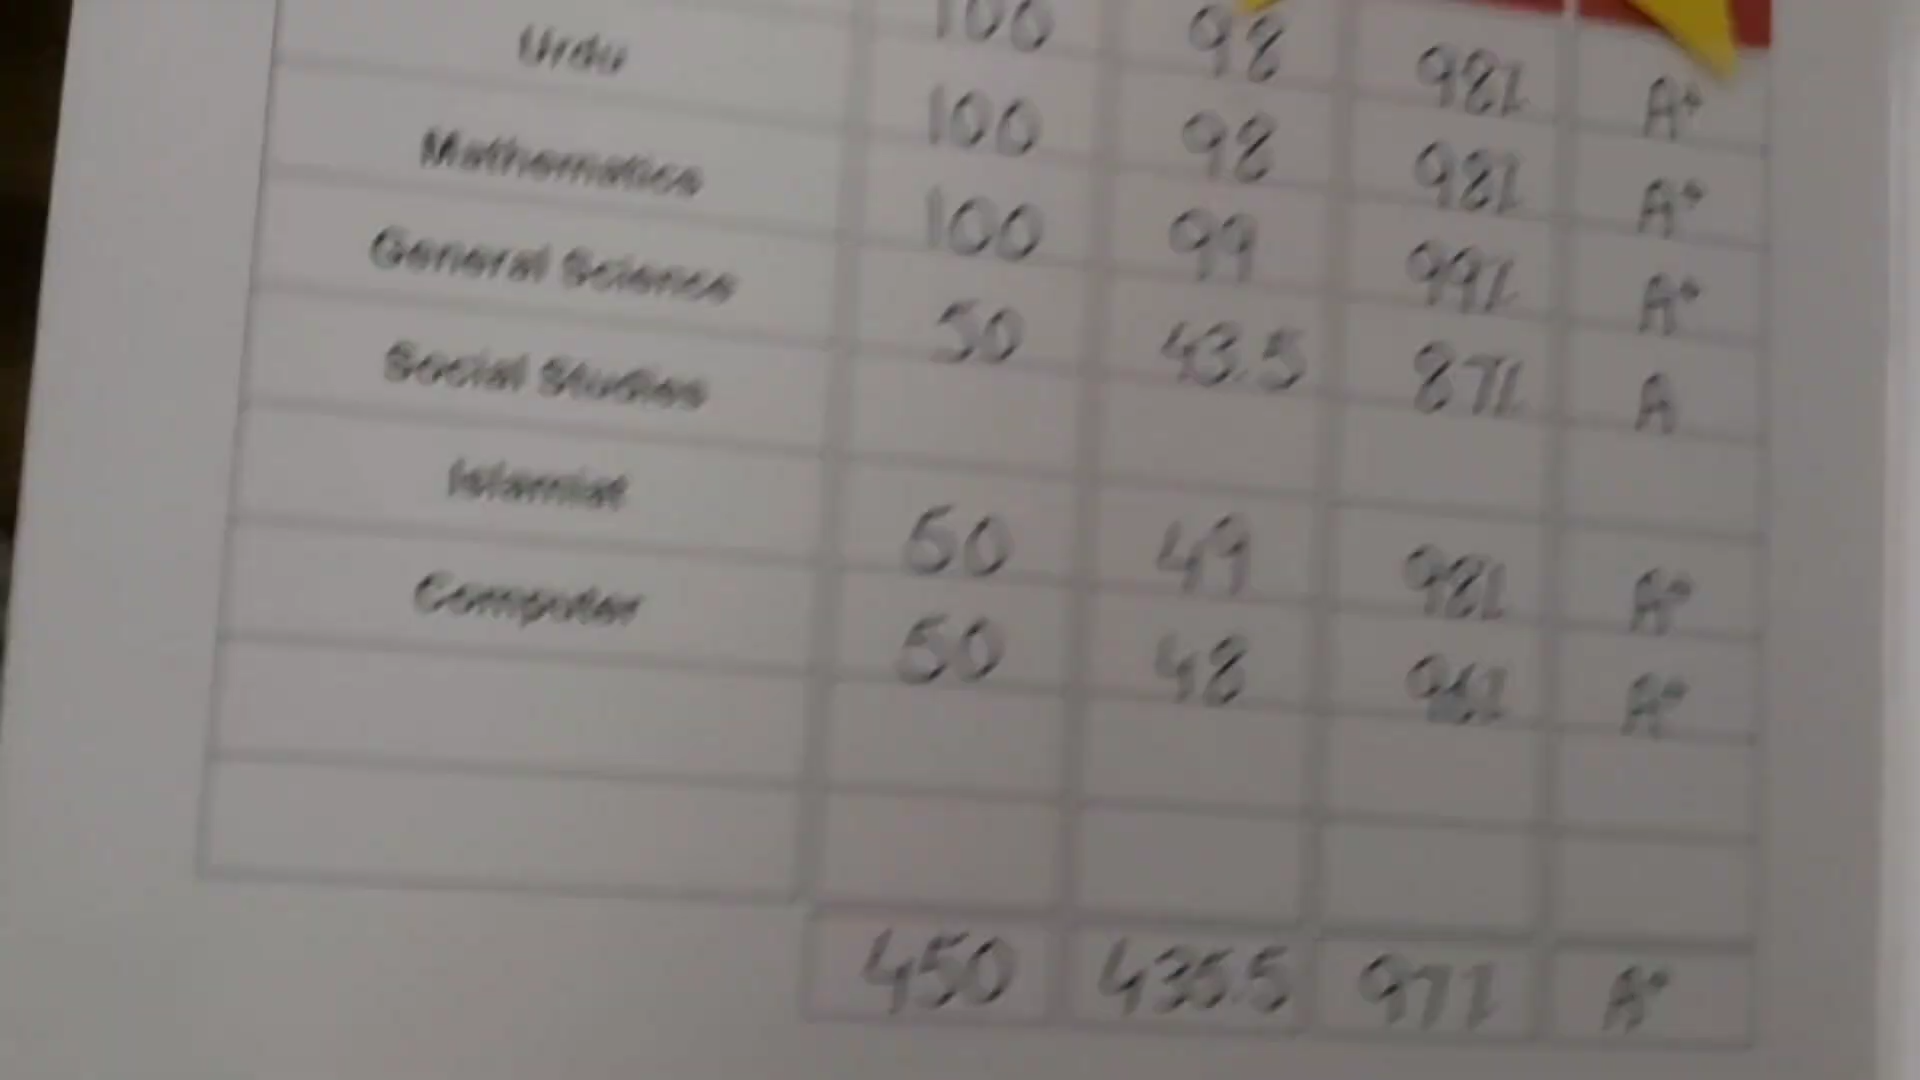 100 98 98% A+
Urdu 100 98 98% A+
Mathematics 100 99 99% A+
General Science 50 43.5 87% A
Social Studies
Islamiat 50 49 98% A+
Computer 50 48 96% A+
450 435.5 97% A+